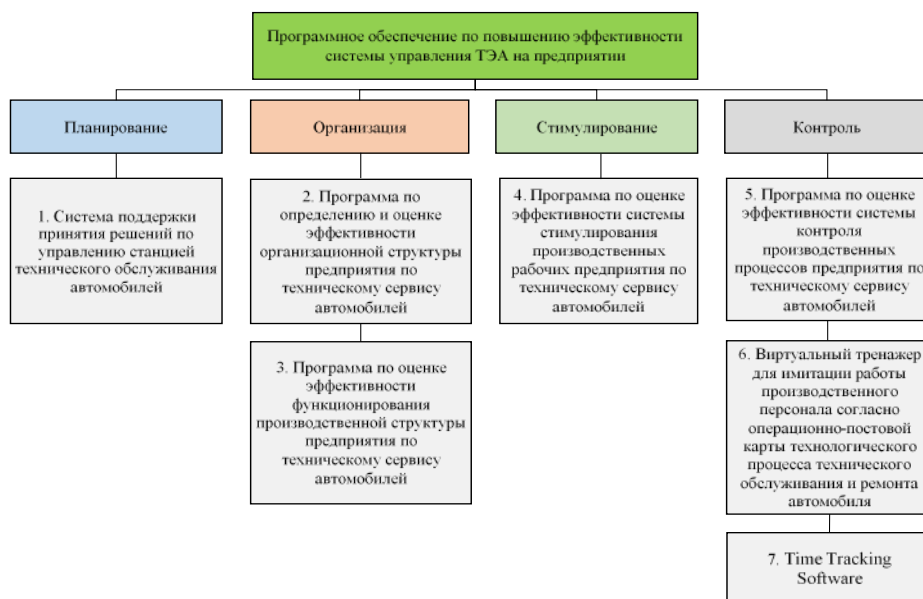 Программное обеспечение по повышению эффективности
системы управления ТЭА на предприятии
Планирование
Организация
Стимулирование
Контроль
1. Система поддержки
принятия решений по
управлению станцией
технического обслуживания
автомобилей
2. Программа по
определению и оценке
эффективности
организационной структуры
предприятия по
техническому сервису
автомобилей
3. Программа по оценке
эффективности
функционирования
производственной структуры
предприятия по
техническому сервису
автомобилей
4. Программа по оценке
эффективности системы
стимулирования
производственных
рабочих предприятия по
техническому сервису
автомобилей
5. Программа по оценке
эффективности системы
контроля
производственных
процессов предприятия по
техническому сервису
автомобилей
6. Виртуальный тренажер
для имитации работы
производственного
персонала согласно
операционно-постовой
карты технологического
процесса технического
обслуживания и ремонта
автомобиля
7. Time Tracking
Software